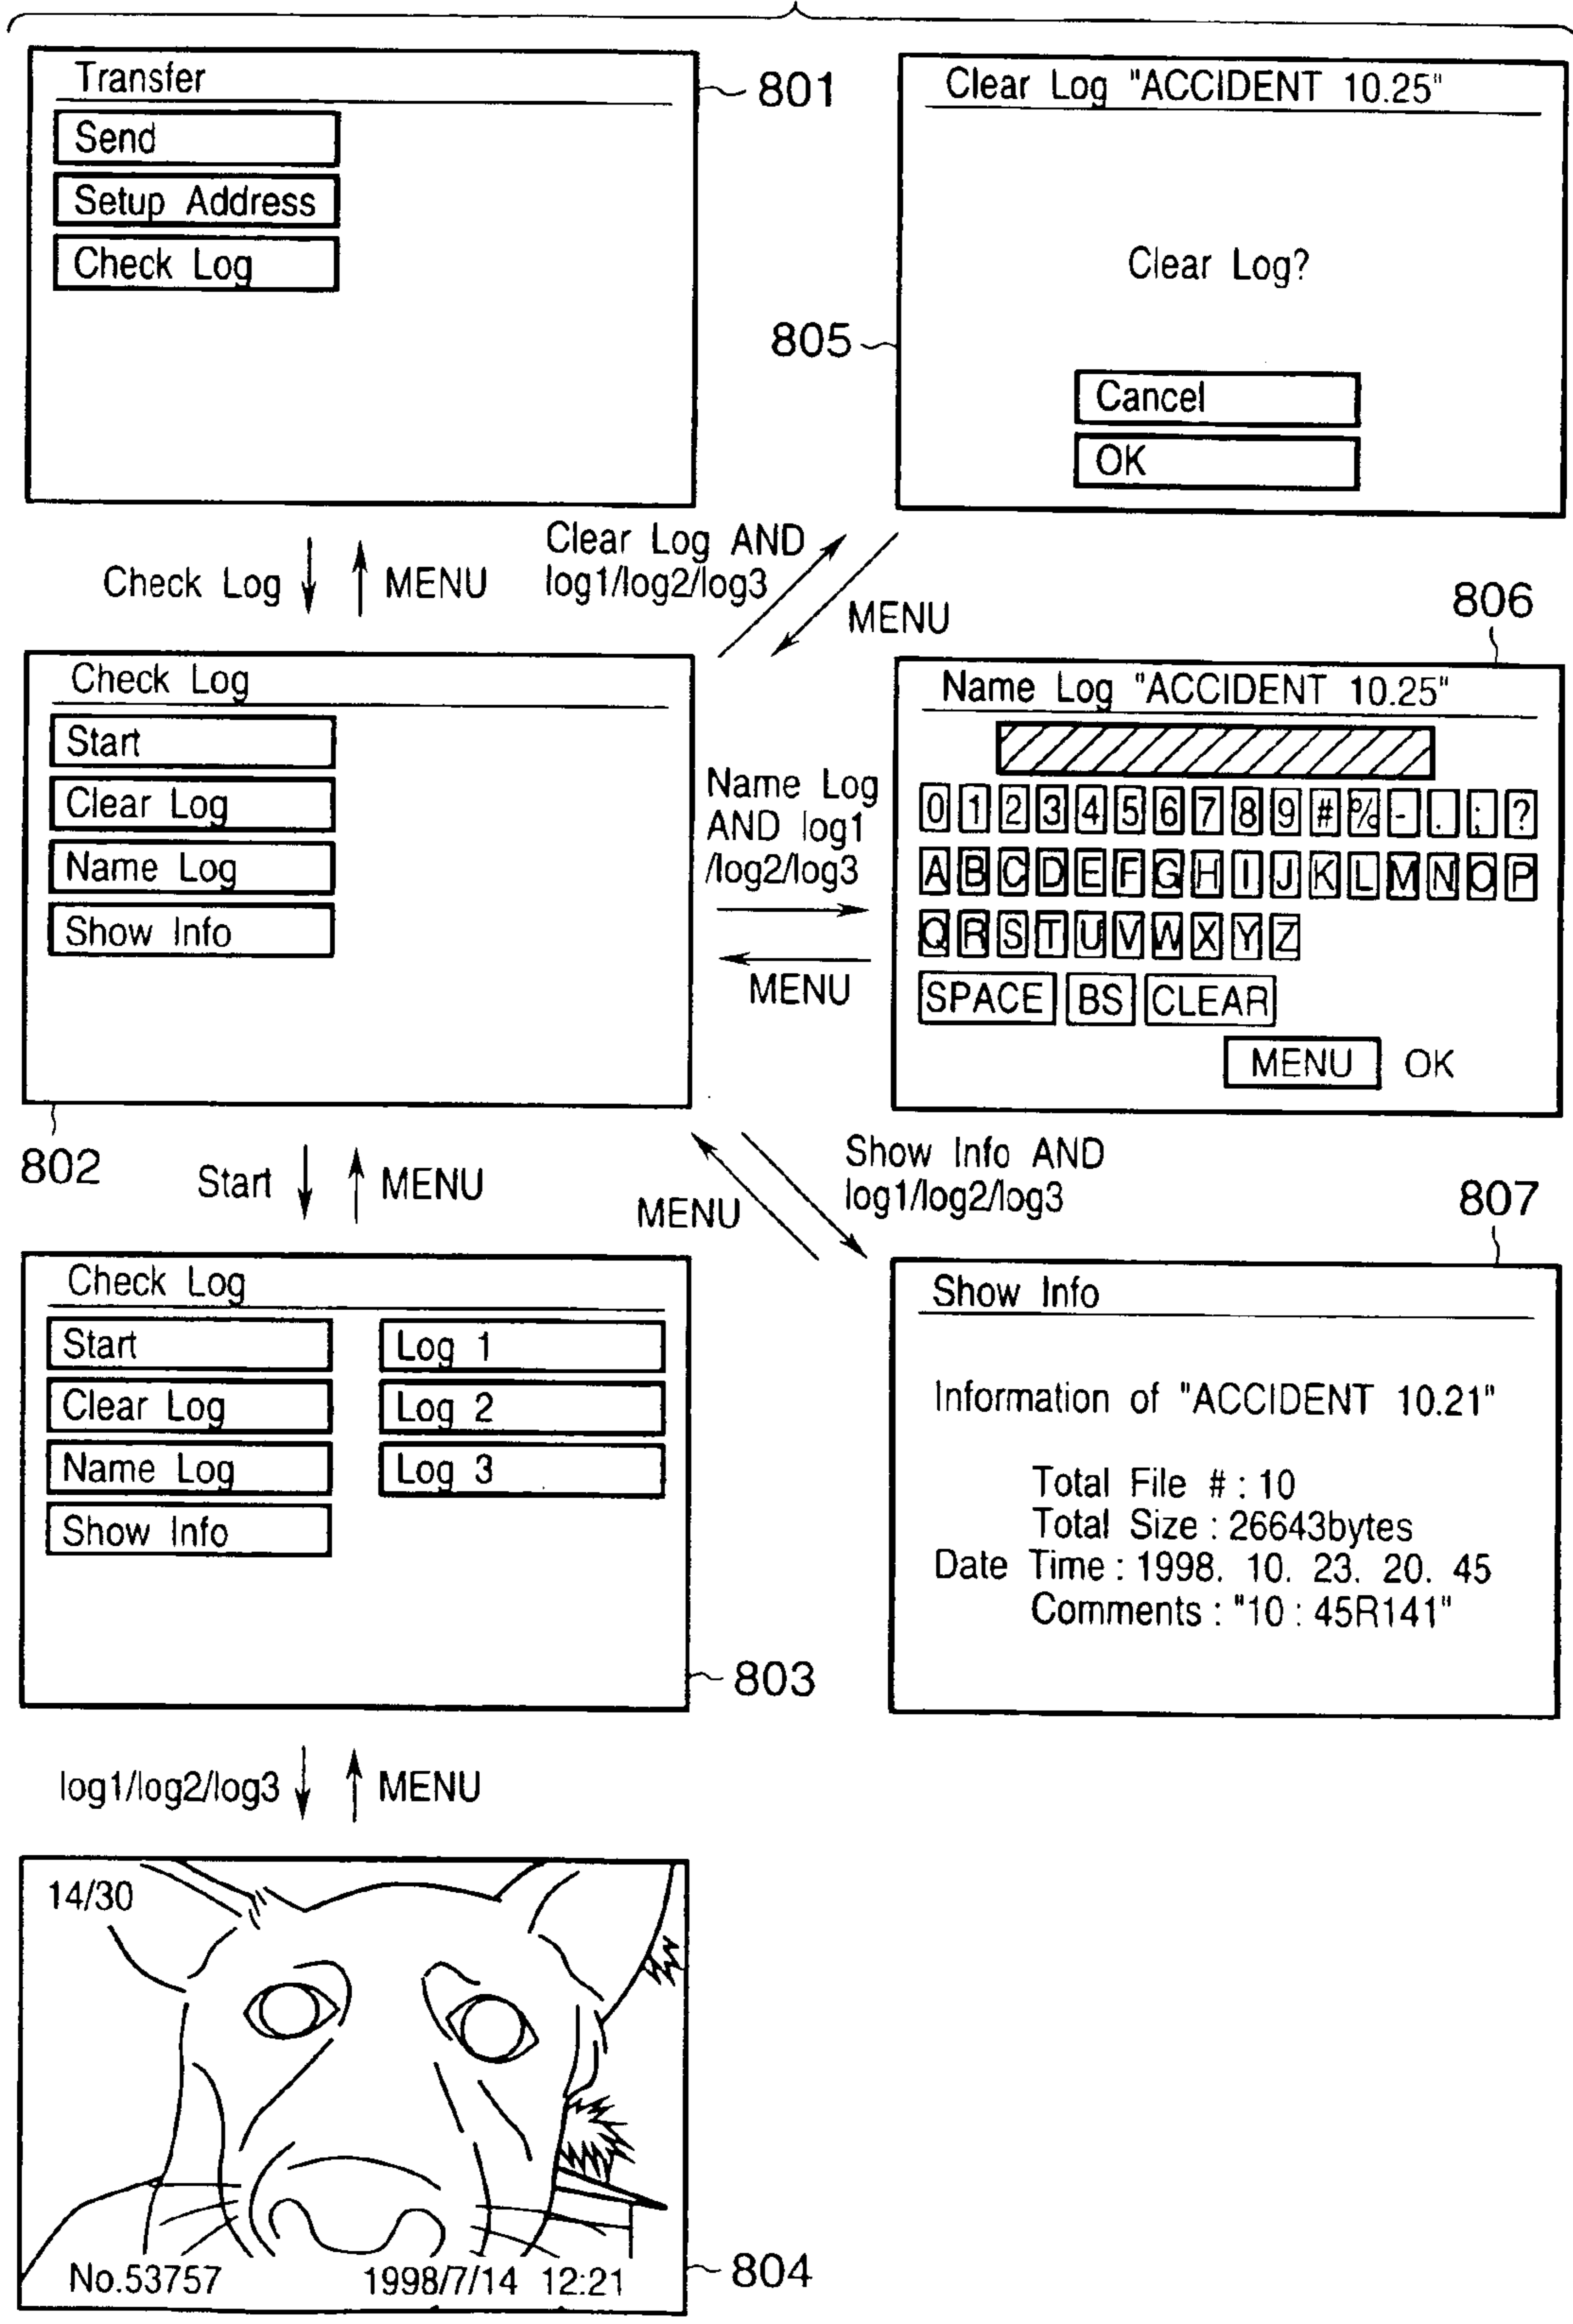 Transfer
Send
Setup Address
Check Log
801
Clear Log "ACCIDENT 10.25"
Clear Log?
Cancel
OK
805
Check Log
MENU
Clear Log AND
log1/log2/log3
MENU
Check Log
Start
Clear Log
Name Log
Show Info
802
Name Log
AND log1
/log2/log3
MENU
806
Name Log "ACCIDENT 10.25"
0 1 2 3 4 5 6 7 8 9 # % - . ; ?
A B C D E F G H I J K L M N O P
Q R S T U V W X Y Z
SPACE BS CLEAR
MENU OK
Start
MENU
MENU
Show Info AND
log1/log2/log3
Check Log
Start
Clear Log
Name Log
Show Info
Log 1
Log 2
Log 3
803
807
Show Info
Information of "ACCIDENT 10.21"
Total File # : 10
Total Size : 26643bytes
Date Time : 1998. 10. 23. 20. 45
Comments : "10 : 45R141"
log1/log2/log3
MENU
14/30
No.53757 1998/7/14 12:21
804